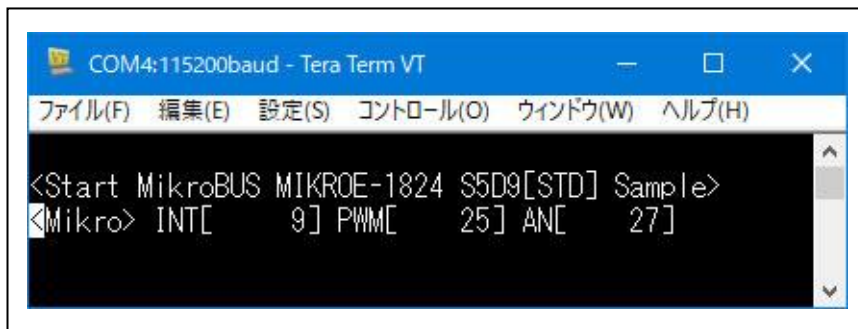 COM4:115200baud - Tera Term VT
ファイル(F) 編集(E) 設定(S) コントロール(O) ウィンドウ(W) ヘルプ(H)
<Start MikroBUS MIKROE-1824 S5D9[STD] Sample>
<Mikro> INT[     9] PWM[    25] AN[    27]